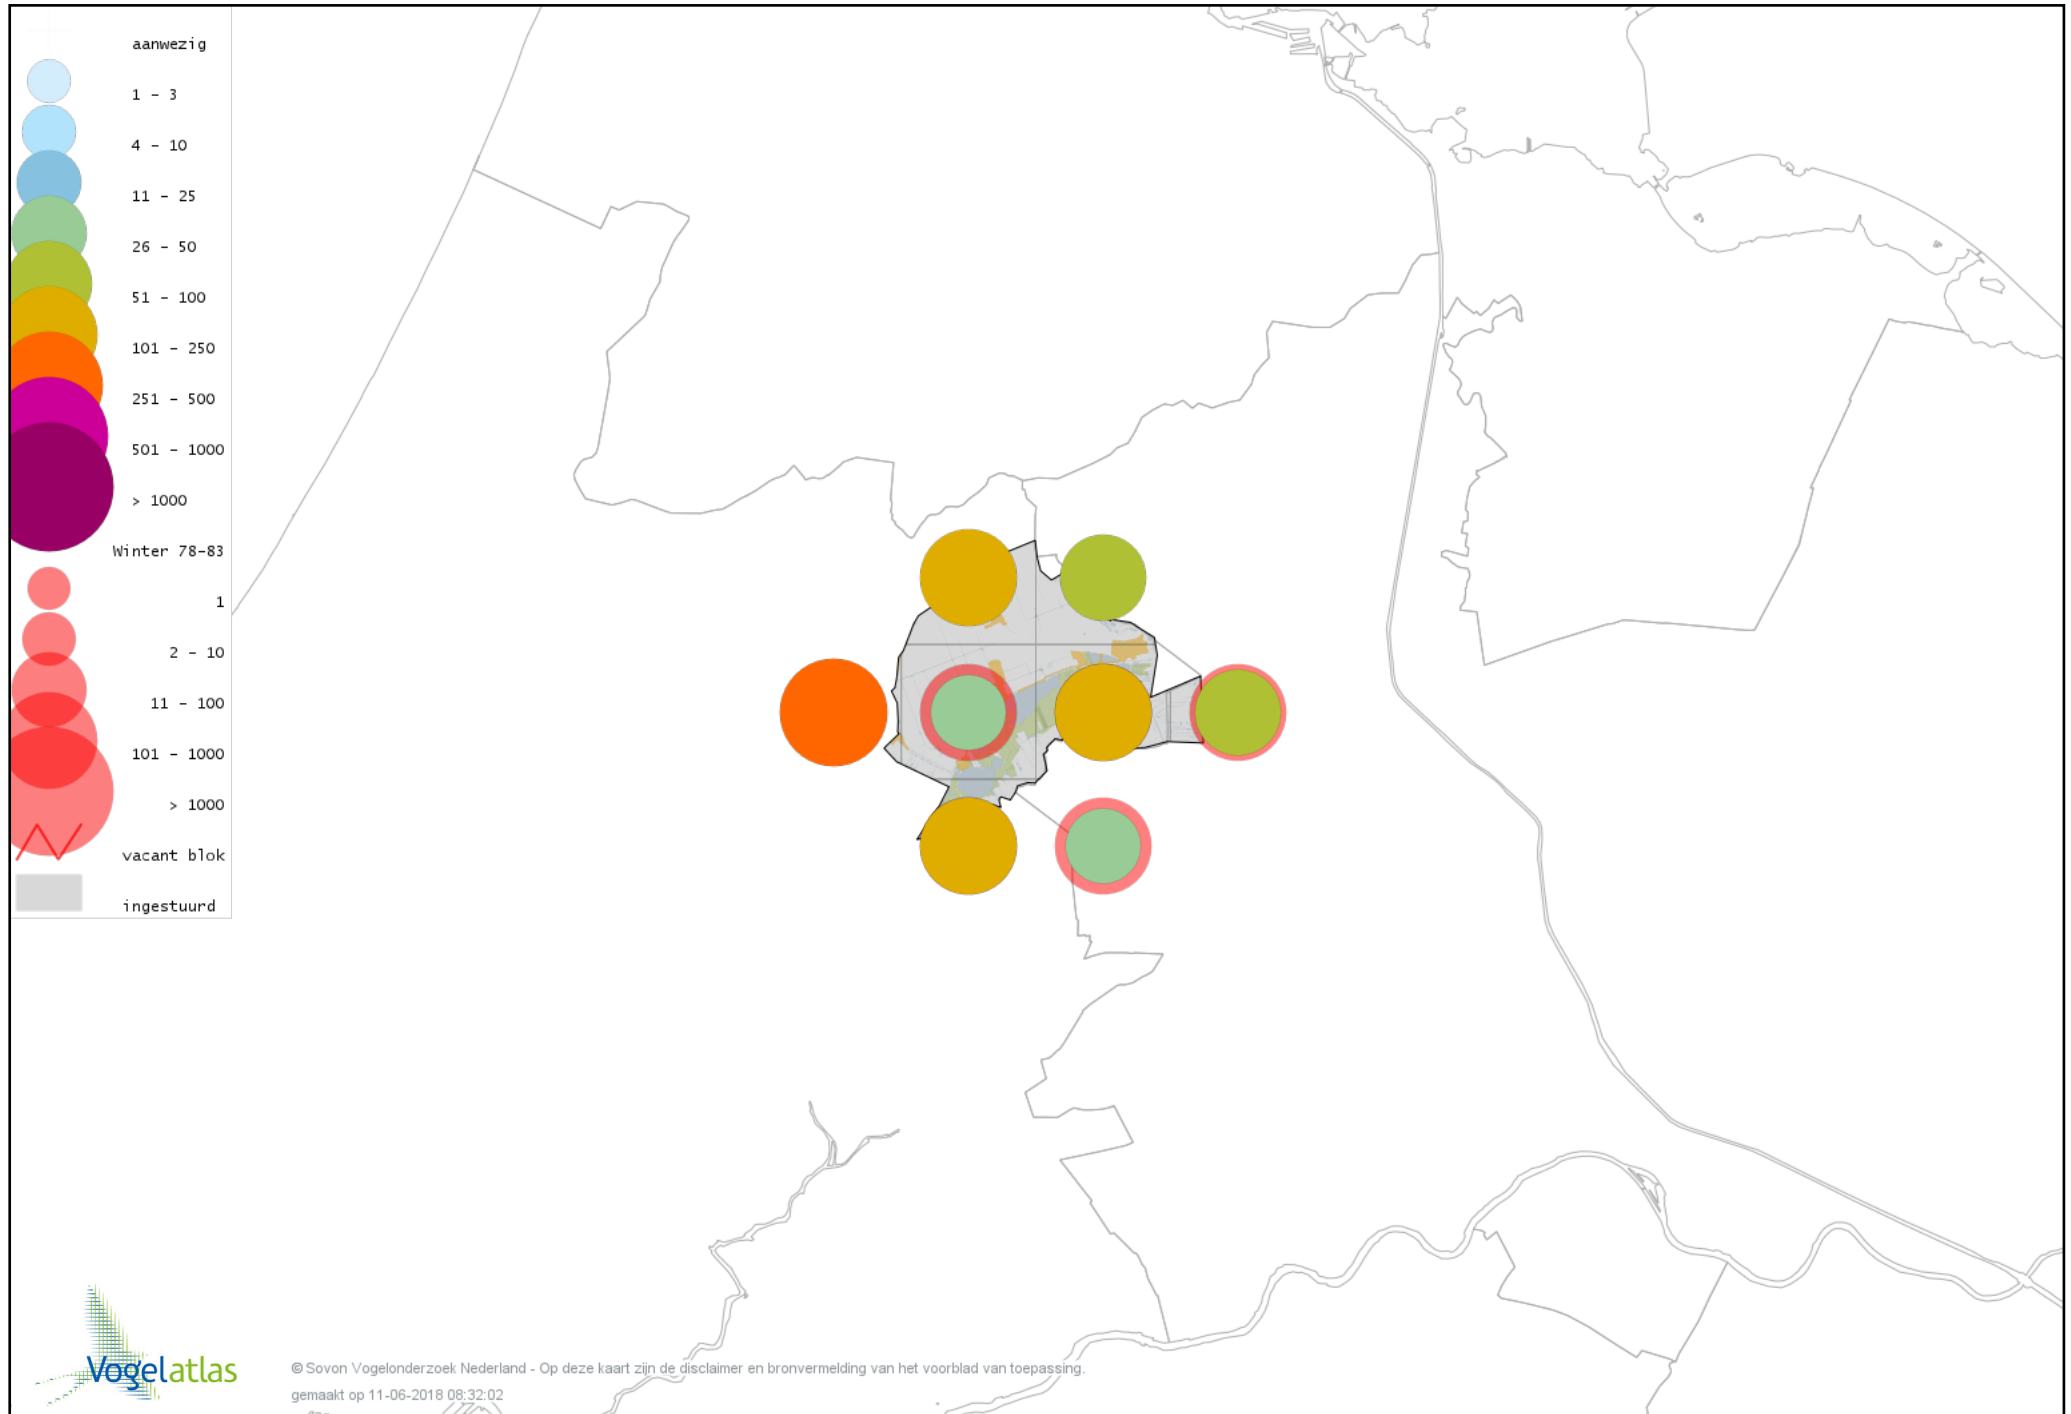 aanwezig
1 - 3
4 - 10
11 - 25
26 - 50
51 - 100
101 - 250
251 - 500
501 - 1000
> 1000
Winter 78-83
1
2 - 10
11 - 100
101 - 1000
> 1000
vacant blok
ingestuurd
Vogelatlas
© Sovon Vogelonderzoek Nederland - Op deze kaart zijn de disclaimer en bronvermelding van het voorblad van toepassing.
gemaakt op 11-06-2018 08:32:02